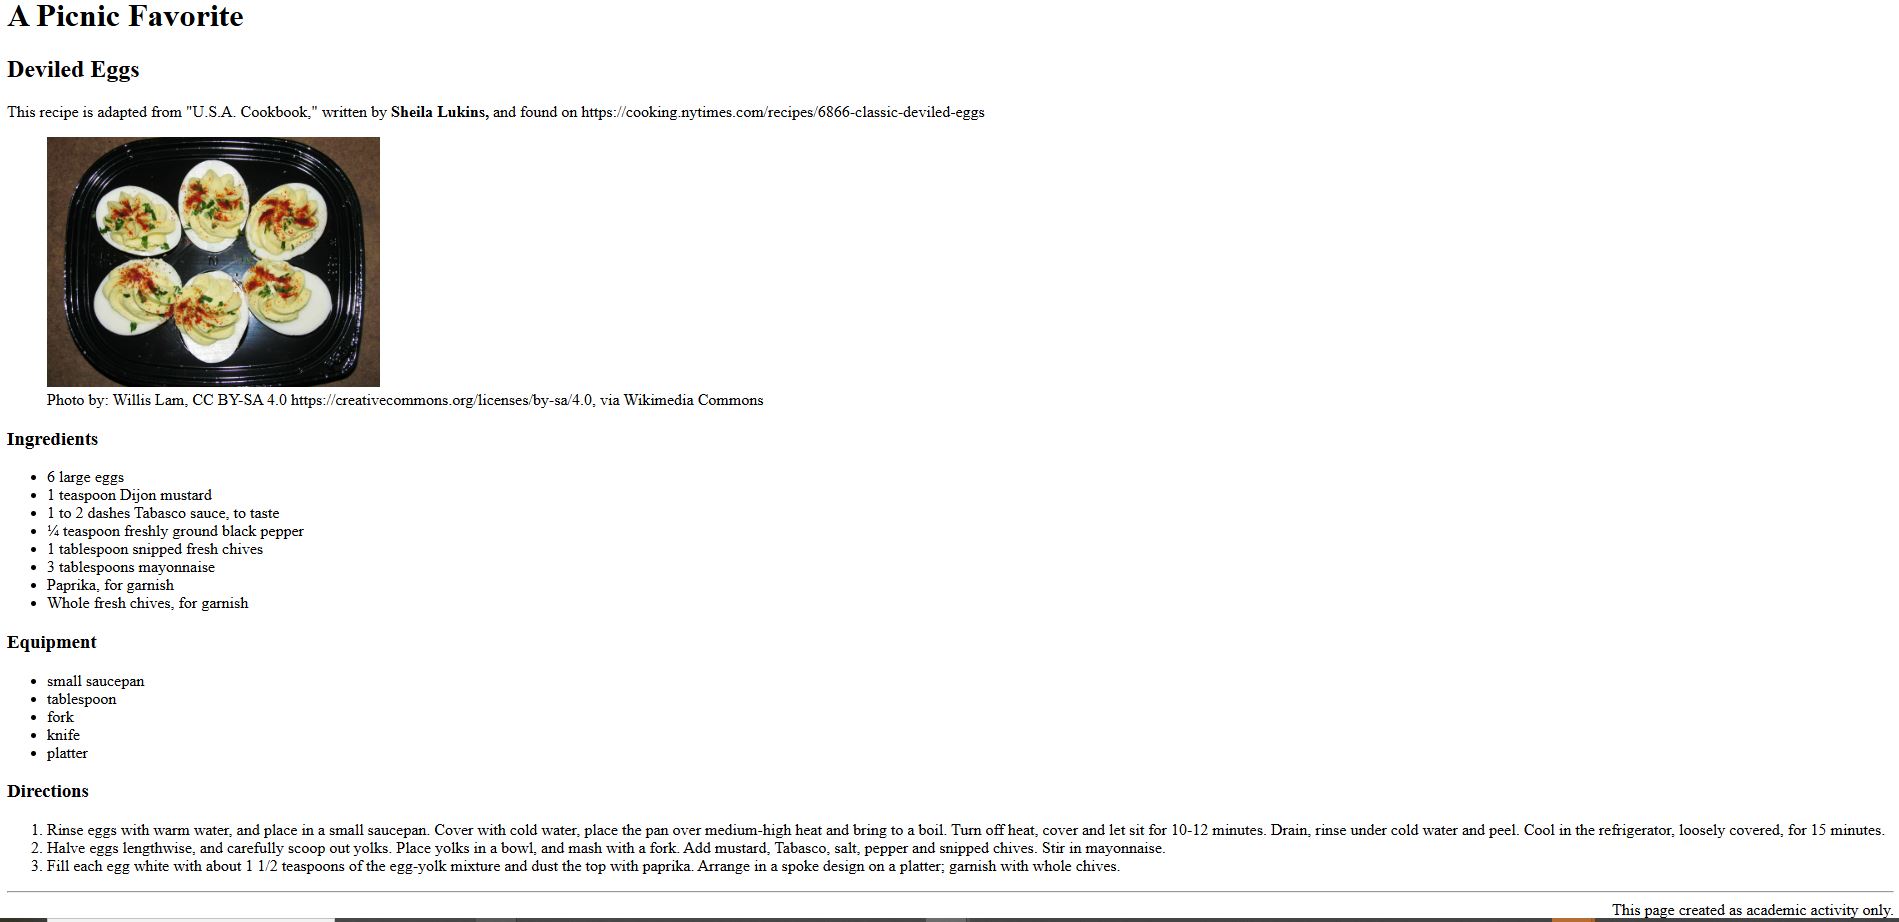 A Picnic Favorite
Deviled Eggs
This recipe is adapted from "U.S.A. Cookbook," written by Sheila Lukins, and found on https://cooking.nytimes.com/recipes/6866-classic-deviled-eggs
Photo by: Willis Lam, CC BY-SA 4.0 https://creativecommons.org/licenses/by-sa/4.0, via Wikimedia Commons
Ingredients
• 6 large eggs
• 1 teaspoon Dijon mustard
• 1 to 2 dashes Tabasco sauce, to taste
• ¼ teaspoon freshly ground black pepper
• 1 tablespoon snipped fresh chives
• 3 tablespoons mayonnaise
• Paprika, for garnish
• Whole fresh chives, for garnish
Equipment
• small saucepan
• tablespoon
• fork
• knife
• platter
Directions
1. Rinse eggs with warm water, and place in a small saucepan. Cover with cold water, place the pan over medium-high heat and bring to a boil. Turn off heat, cover and let sit for 10-12 minutes. Drain, rinse under cold water and peel. Cool in the refrigerator, loosely covered, for 15 minutes.
2. Halve eggs lengthwise, and carefully scoop out yolks. Place yolks in a bowl, and mash with a fork. Add mustard, Tabasco, salt, pepper and snipped chives. Stir in mayonnaise.
3. Fill each egg white with about 1 1/2 teaspoons of the egg-yolk mixture and dust the top with paprika. Arrange in a spoke design on a platter; garnish with whole chives.
This page created as academic activity only.